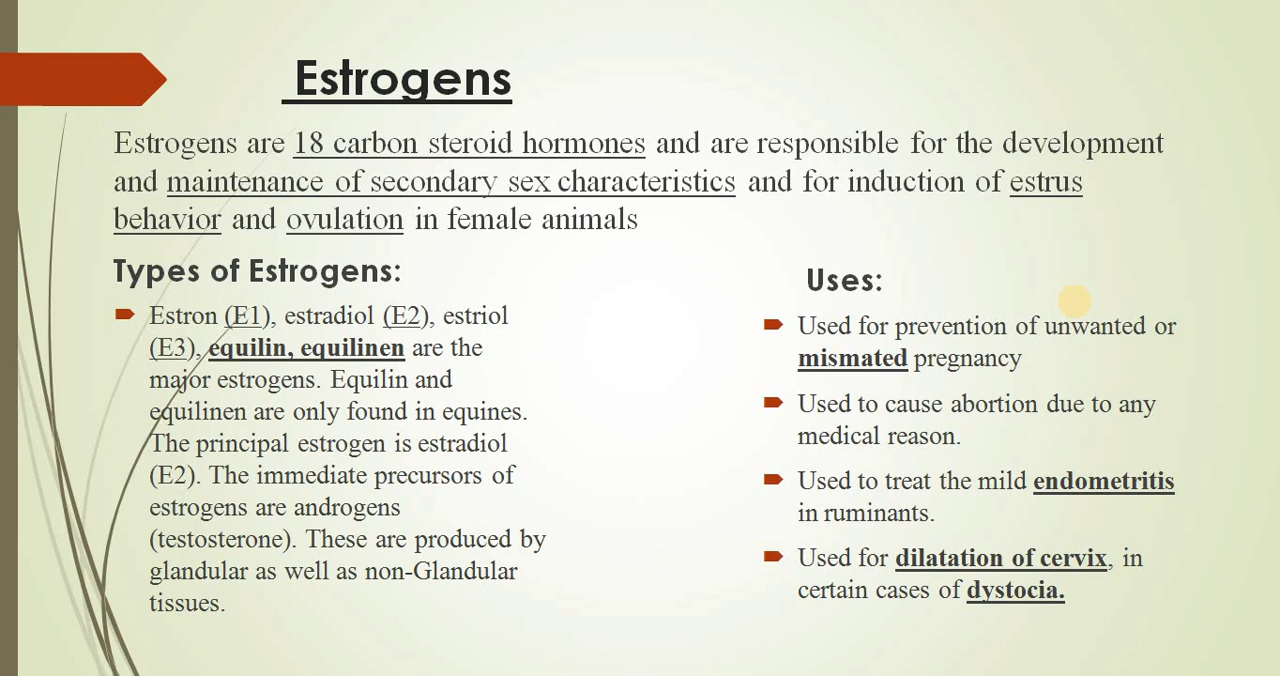 Estrogens
Estrogens are 18 carbon steroid hormones and are responsible for the development
and maintenance of secondary sex characteristics and for induction of estrus
behavior and ovulation in female animals
Types of Estrogens:
Estron (E1), estradiol (E2), estriol
(E3), equilin, equilinen are the
major estrogens. Equilin and
equilinen are only found in equines.
The principal estrogen is estradiol
(E2). The immediate precursors of
estrogens are androgens
(testosterone). These are produced by
glandular as well as non-Glandular
tissues.
Uses:
Used for prevention of unwanted or
mismated pregnancy
Used to cause abortion due to any
medical reason.
Used to treat the mild endometritis
in ruminants.
Used for dilatation of cervix, in
certain cases of dystocia.